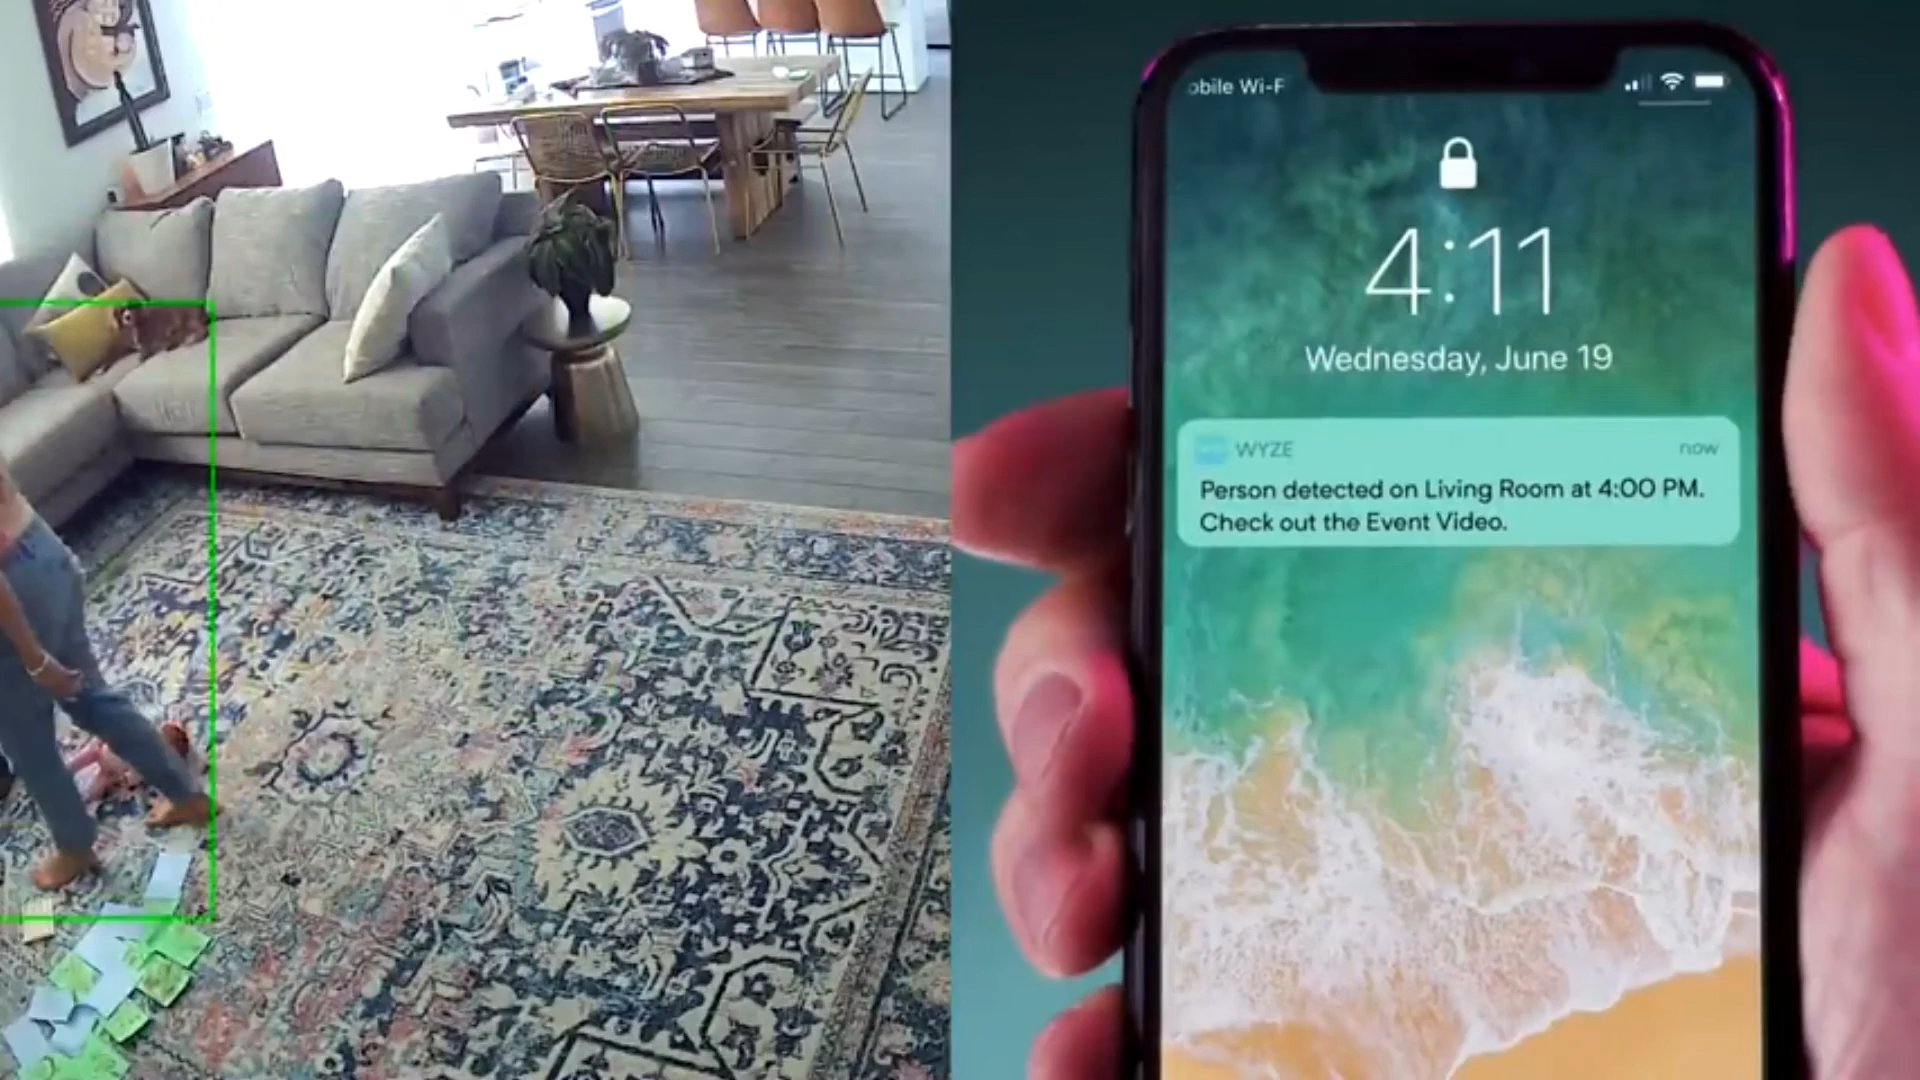 obile Wi-F
4:11
Wednesday, June 19
WYZE now
Person detected on Living Room at 4:00 PM.
Check out the Event Video.